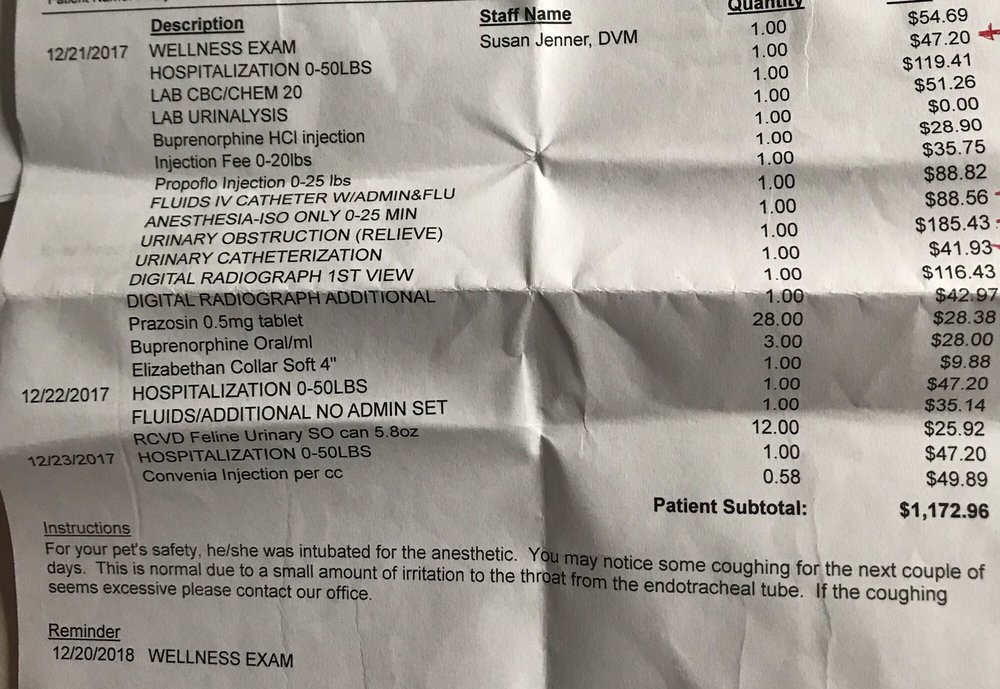 Description Staff Name Quantity
12/21/2017 WELLNESS EXAM Susan Jenner, DVM 1.00 $54.69
HOSPITALIZATION 0-50LBS 1.00 $47.20
LAB CBC/CHEM 20 1.00 $119.41
LAB URINALYSIS 1.00 $51.26
Buprenorphine HCl injection 1.00 $0.00
Injection Fee 0-20lbs 1.00 $28.90
Propoflo Injection 0-25 lbs 1.00 $35.75
FLUIDS IV CATHETER W/ADMIN&FLU 1.00 $88.82
ANESTHESIA-ISO ONLY 0-25 MIN 1.00 $88.56
URINARY OBSTRUCTION (RELIEVE) 1.00 $185.43
URINARY CATHETERIZATION 1.00 $41.93
DIGITAL RADIOGRAPH 1ST VIEW 1.00 $116.43
DIGITAL RADIOGRAPH ADDITIONAL 1.00 $42.97
Prazosin 0.5mg tablet 28.00 $28.38
Buprenorphine Oral/ml 3.00 $28.00
Elizabethan Collar Soft 4" 1.00 $9.88
12/22/2017 HOSPITALIZATION 0-50LBS 1.00 $47.20
FLUIDS/ADDITIONAL NO ADMIN SET 1.00 $35.14
RCVD Feline Urinary SO can 5.8oz 12.00 $25.92
12/23/2017 HOSPITALIZATION 0-50LBS 1.00 $47.20
Convenia Injection per cc 0.58 $49.89
Patient Subtotal: $1,172.96
Instructions
For your pet's safety, he/she was intubated for the anesthetic. You may notice some coughing for the next couple of
days. This is normal due to a small amount of irritation to the throat from the endotracheal tube. If the coughing
seems excessive please contact our office.
Reminder
12/20/2018 WELLNESS EXAM